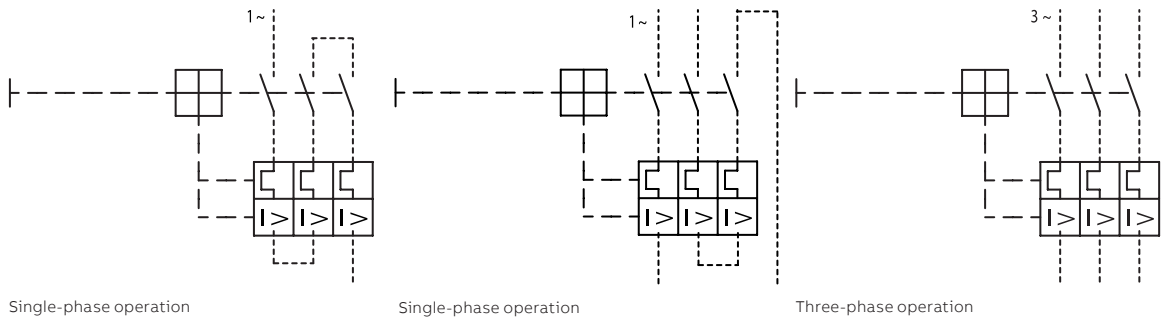 1~
1~
3~
I> I> I>
I> I> I>
I> I> I>
Single-phase operation
Single-phase operation
Three-phase operation